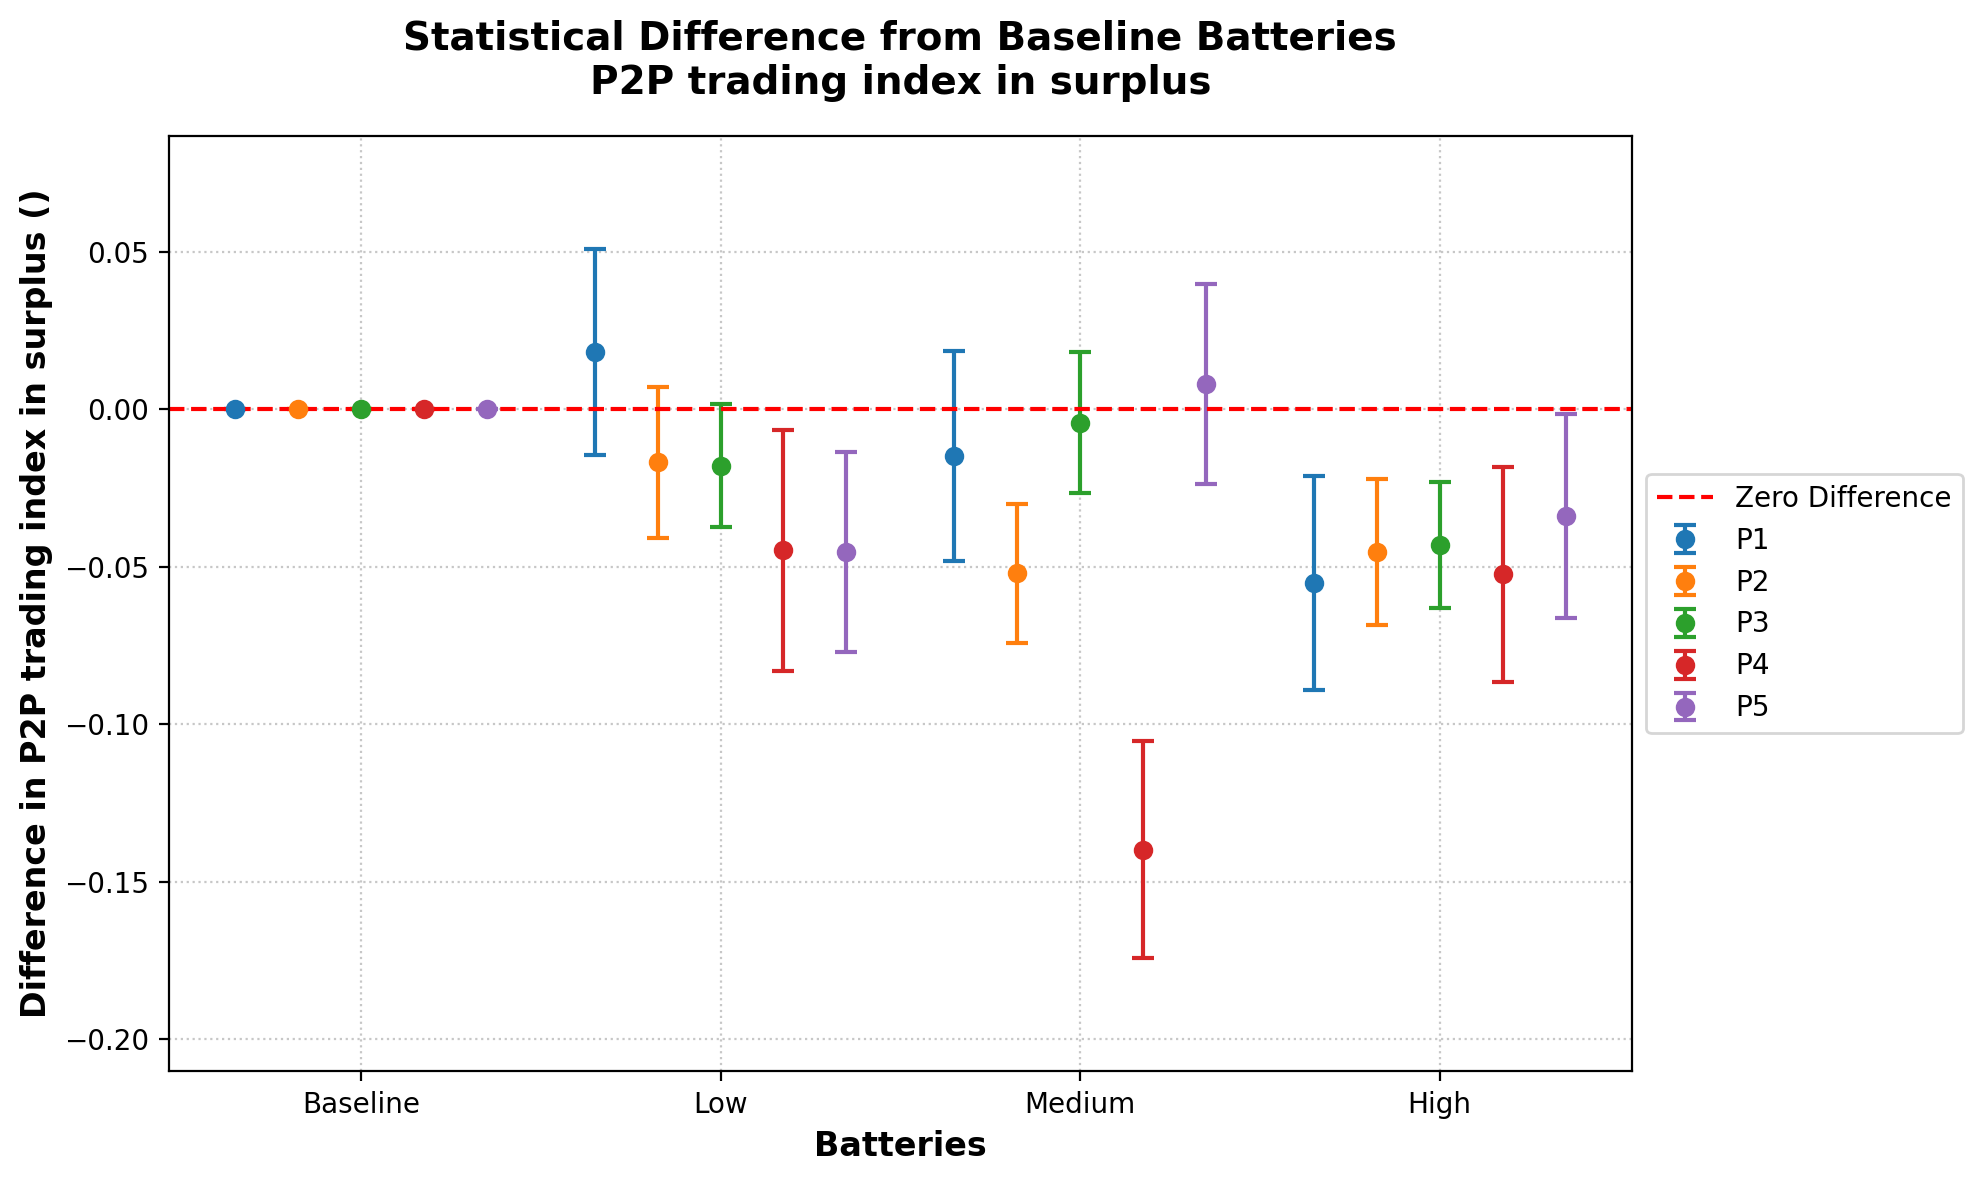 Statistical Difference from Baseline Batteries
P2P trading index in surplus
Difference in P2P trading index in surplus ()
0.05
0.00
−0.05
−0.10
−0.15
−0.20
Baseline
Low
Medium
High
Batteries
Zero Difference
P1
P2
P3
P4
P5